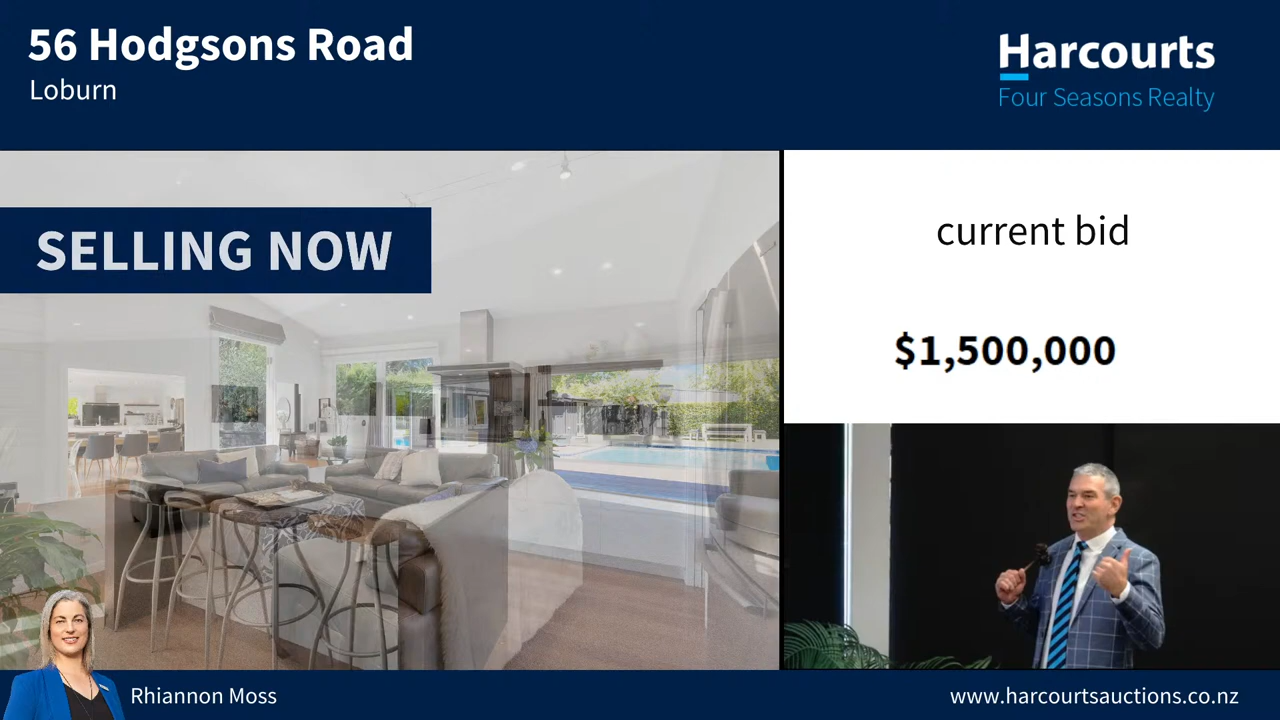 56 Hodgsons Road
Loburn
Harcourts
Four Seasons Realty
SELLING NOW
current bid
$1,500,000
Rhiannon Moss
www.harcourtsauctions.co.nz